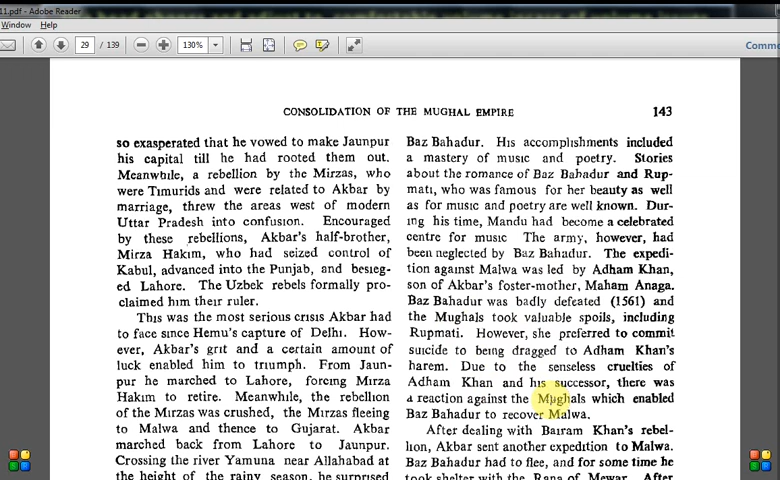 11.pdf - Adobe Reader
Window Help
29 / 139 130% Comme
CONSOLIDATION OF THE MUGHAL EMPIRE 143
so exasperated that he vowed to make Jaunpur
his capital till he had rooted them out.
Meanwhile, a rebellion by the Mirzas, who
were Timurids and were related to Akbar by
marriage, threw the areas west of modern
Uttar Pradesh into confusion. Encouraged
by these rebellions, Akbar's half-brother,
Mirza Hakim, who had seized control of
Kabul, advanced into the Punjab, and besieg-
ed Lahore. The Uzbek rebels formally pro-
claimed him their ruler.
This was the most serious crisis Akbar had
to face since Hemu's capture of Delhi. How-
ever, Akbar's grit and a certain amount of
luck enabled him to triumph. From Jaun-
pur he marched to Lahore, forcing Mirza
Hakim to retire. Meanwhile, the rebellion
of the Mirzas was crushed, the Mirzas fleeing
to Malwa and thence to Gujarat. Akbar
marched back from Lahore to Jaunpur.
Crossing the river Yamuna near Allahabad at
the height of the rainy season, he surprised
Baz Bahadur. His accomplishments included
a mastery of music and poetry. Stories
about the romance of Baz Bahadur and Rup-
mati, who was famous for her beauty as well
as for music and poetry are well known. Dur-
ing his time, Mandu had become a celebrated
centre for music The army, however, had
been neglected by Baz Bahadur. The expedi-
tion against Malwa was led by Adham Khan,
son of Akbar's foster-mother, Maham Anaga.
Baz Bahadur was badly defeated (1561) and
the Mughals took valuable spoils, including
Rupmati. However, she preferred to commit
suicide to being dragged to Adham Khan's
harem. Due to the senseless cruelties of
Adham Khan and his successor, there was
a reaction against the Mughals which enabled
Baz Bahadur to recover Malwa.
After dealing with Bairam Khan's rebel-
lion, Akbar sent another expedition to Malwa.
Baz Bahadur had to flee, and for some time he
took shelter with the Rana of Mewar. After